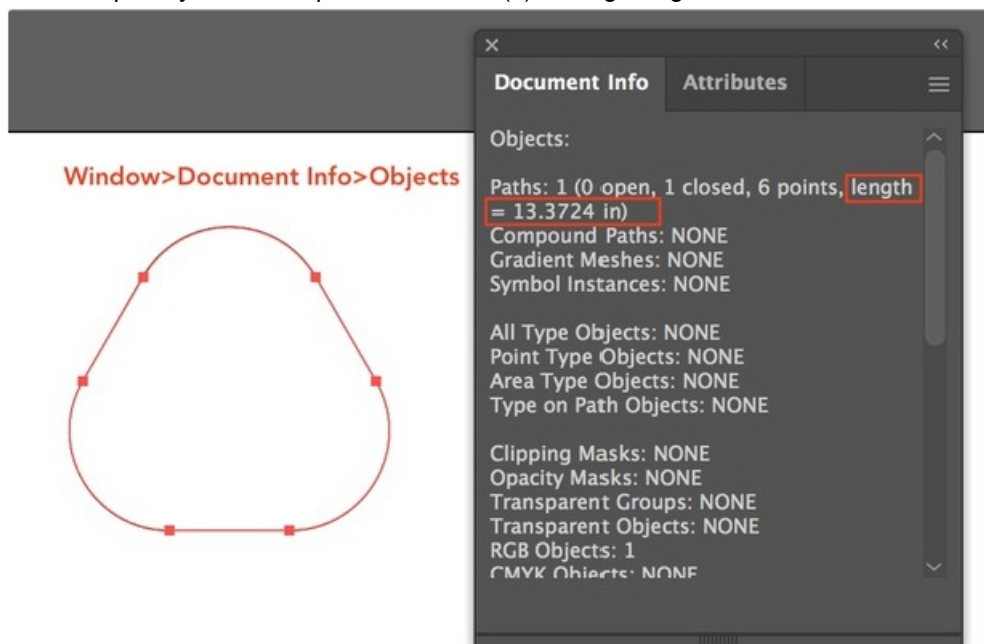 Document Info Attributes
Objects:
Window>Document Info>Objects
Paths: 1 (0 open, 1 closed, 6 points, length
= 13.3724 in)
Compound Paths: NONE
Gradient Meshes: NONE
Symbol Instances: NONE
All Type Objects: NONE
Point Type Objects: NONE
Area Type Objects: NONE
Type on Path Objects: NONE
Clipping Masks: NONE
Opacity Masks: NONE
Transparent Groups: NONE
Transparent Objects: NONE
RGB Objects: 1
CMYK Objects: NONE